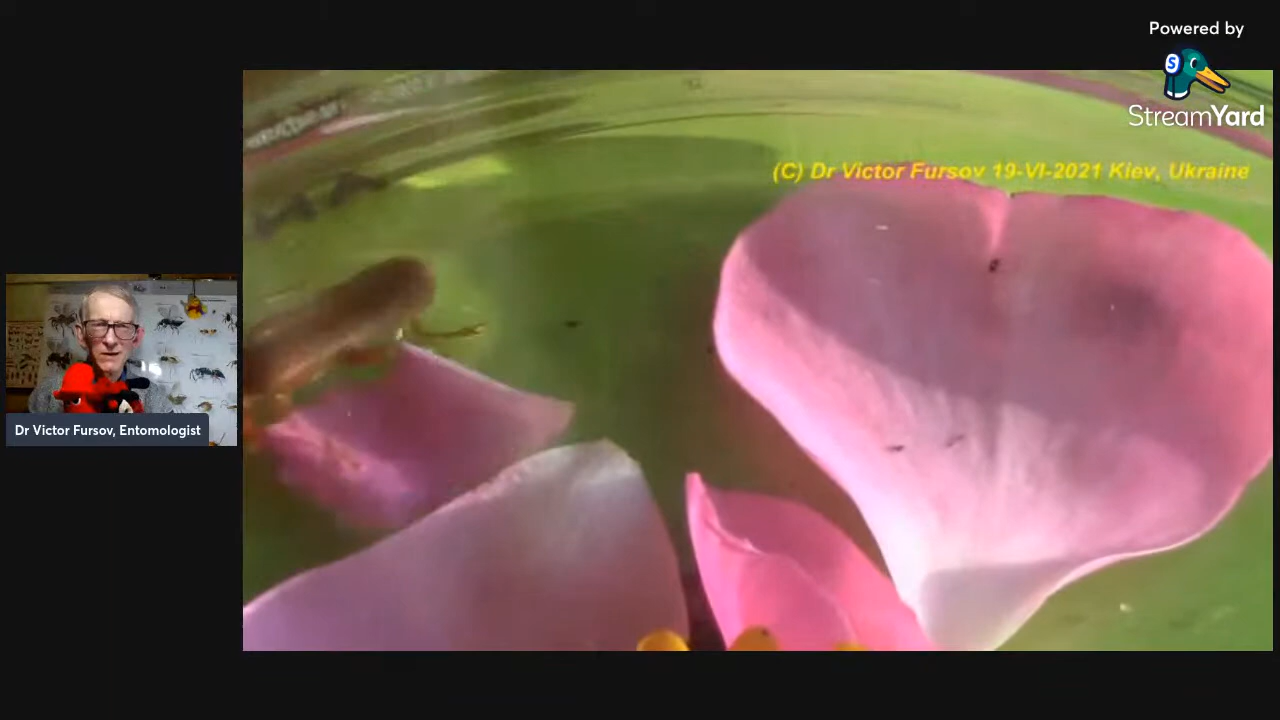 Powered by
StreamYard
(C) Dr Victor Fursov 19-VI-2021 Kiev, Ukraine
Dr Victor Fursov, Entomologist